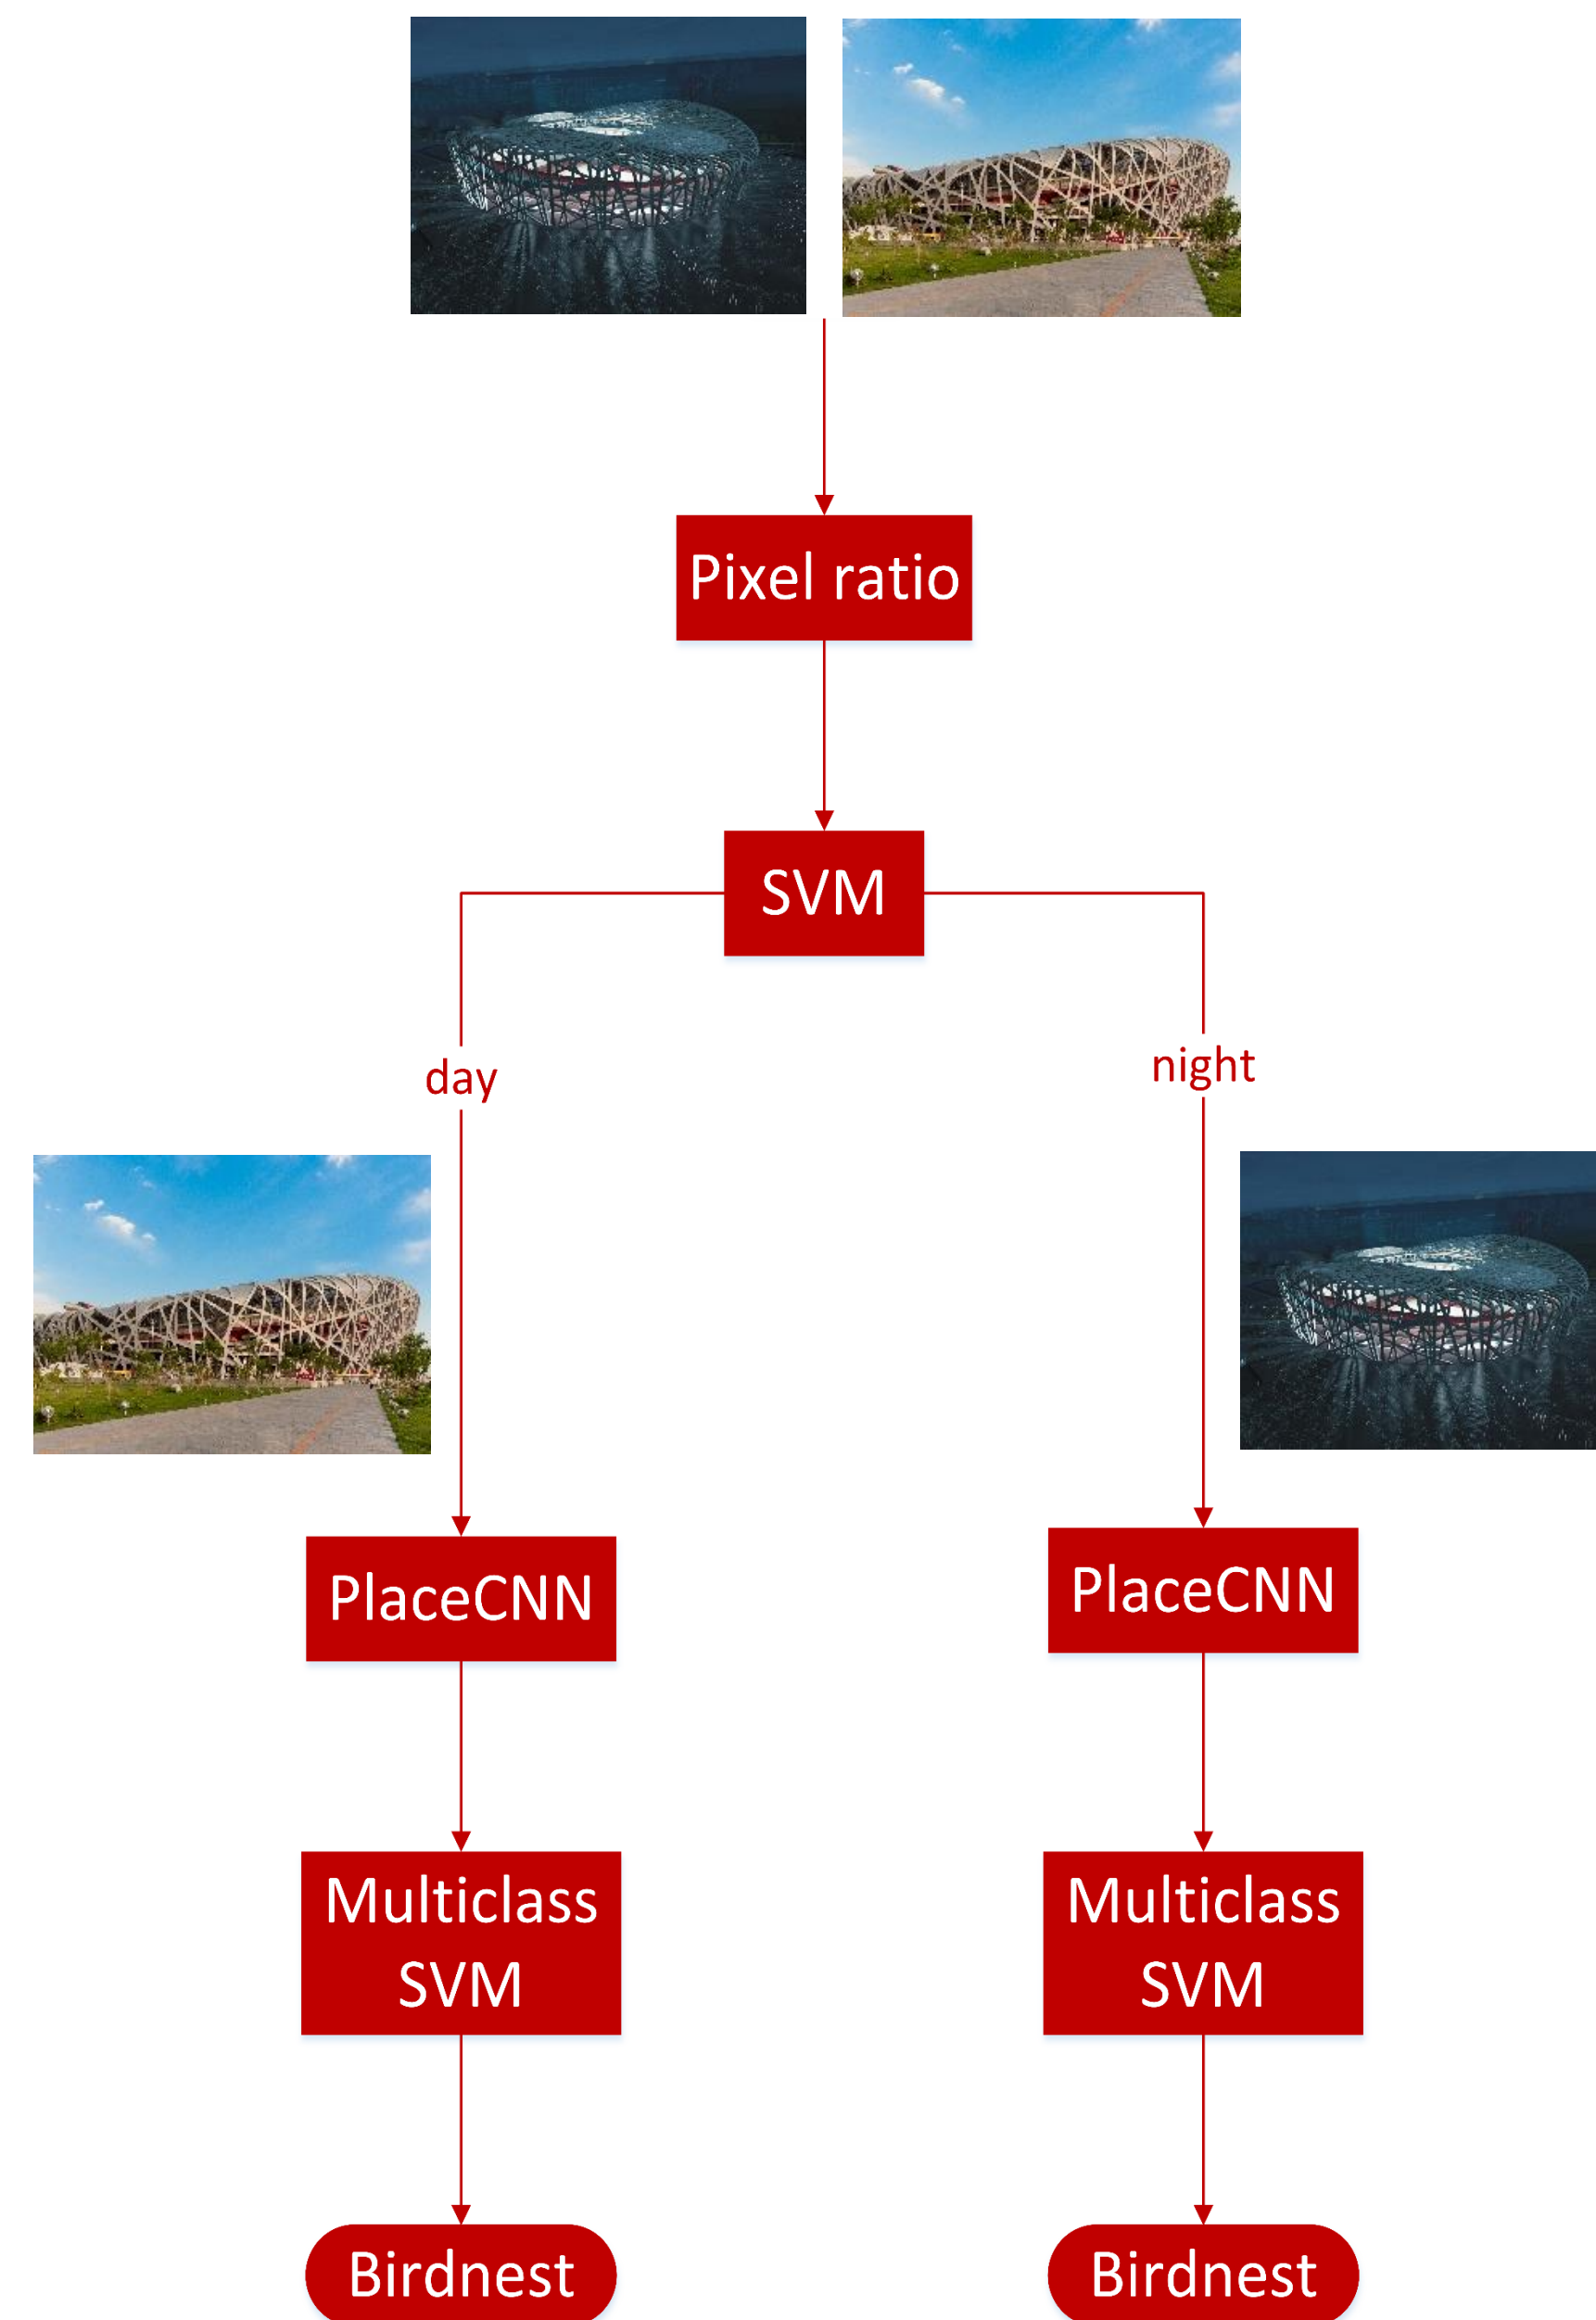 Pixel ratio
SVM
day
night
PlaceCNN
PlaceCNN
Multiclass
SVM
Multiclass
SVM
Birdnest
Birdnest